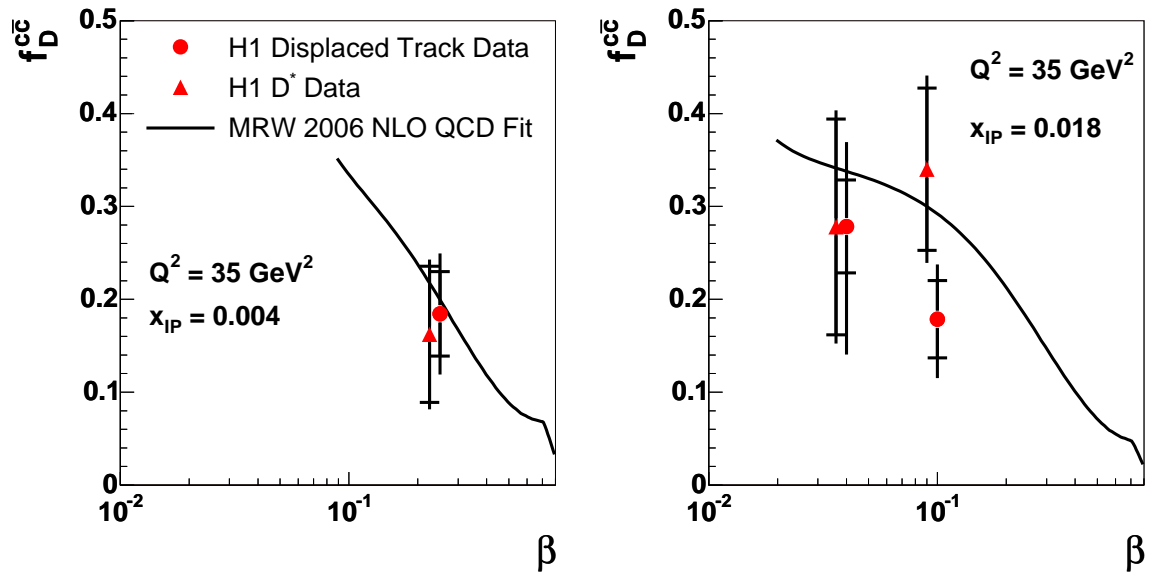 f_D^{cc̄}
0.5
0.4
0.3
0.2
0.1
0
H1 Displaced Track Data
H1 D* Data
MRW 2006 NLO QCD Fit
Q² = 35 GeV²
x_IP = 0.004
10⁻²
10⁻¹
β
f_D^{cc̄}
0.5
0.4
0.3
0.2
0.1
0
Q² = 35 GeV²
x_IP = 0.018
10⁻²
10⁻¹
β